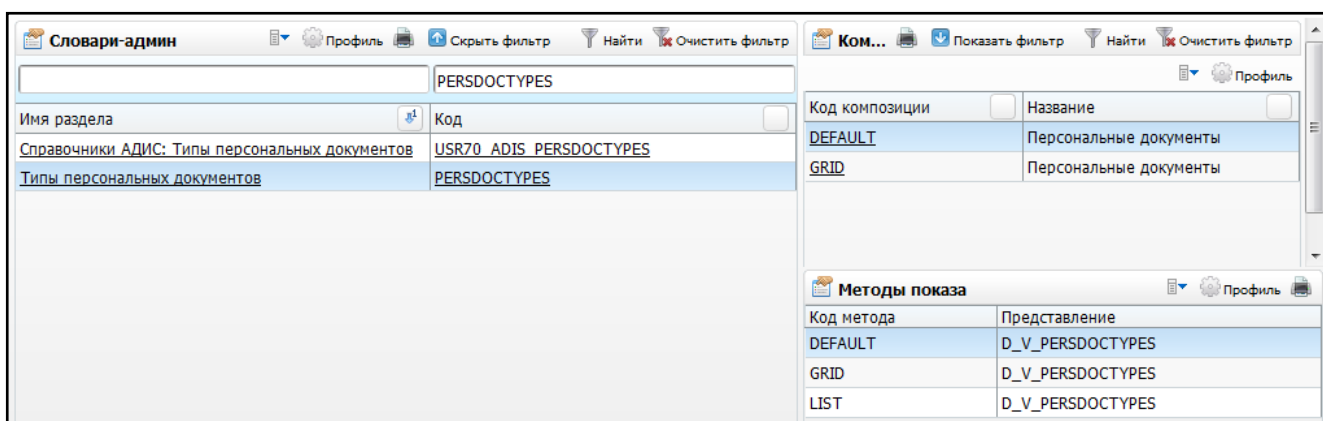 Словари-админ Профиль Скрыть фильтр Найти Очистить фильтр
PERSDOCTYPES
Имя раздела 1 Код
Справочники АДИС: Типы персональных документов USR70_ADIS_PERSDOCTYPES
Типы персональных документов PERSDOCTYPES
Ком... Показать фильтр Найти Очистить фильтр
Профиль
Код композиции Название
DEFAULT Персональные документы
GRID Персональные документы
Методы показа Профиль
Код метода Представление
DEFAULT D_V_PERSDOCTYPES
GRID D_V_PERSDOCTYPES
LIST D_V_PERSDOCTYPES